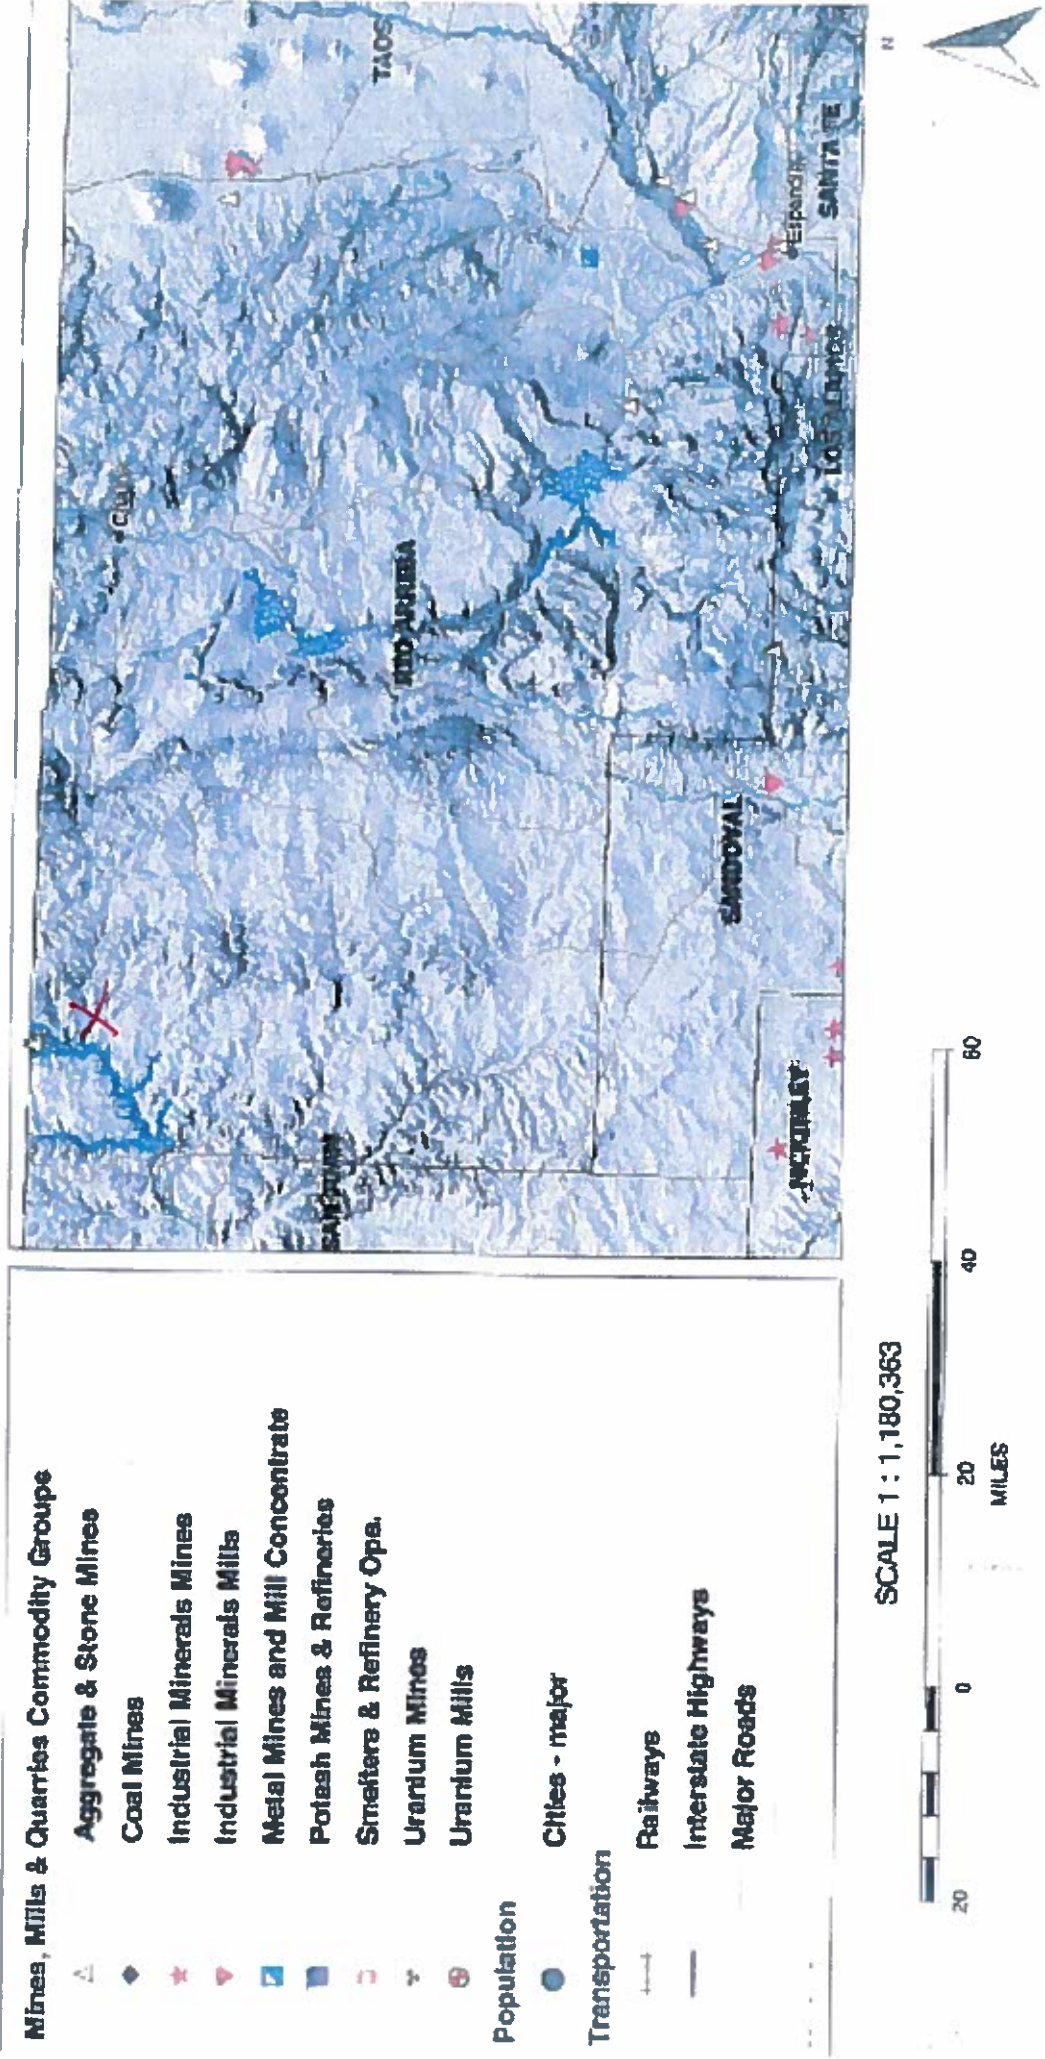 Mines, Mills & Quarries Commodity Groups
Aggregate & Stone Mines
Coal Mines
Industrial Minerals Mines
Industrial Minerals Mills
Metal Mines and Mill Concentrate
Potash Mines & Refineries
Smelters & Refinery Ops.
Uranium Mines
Uranium Mills
Population
Cities - major
Transportation
Railways
Interstate Highways
Major Roads
TAOS
RIO ARRIBA
SAN JUAN
SANDOVAL
MCKINLEY
LOS ALAMOS
Espanola
SANTA FE
SCALE 1 : 1,180,363
20
0
20
40
60
MILES
N